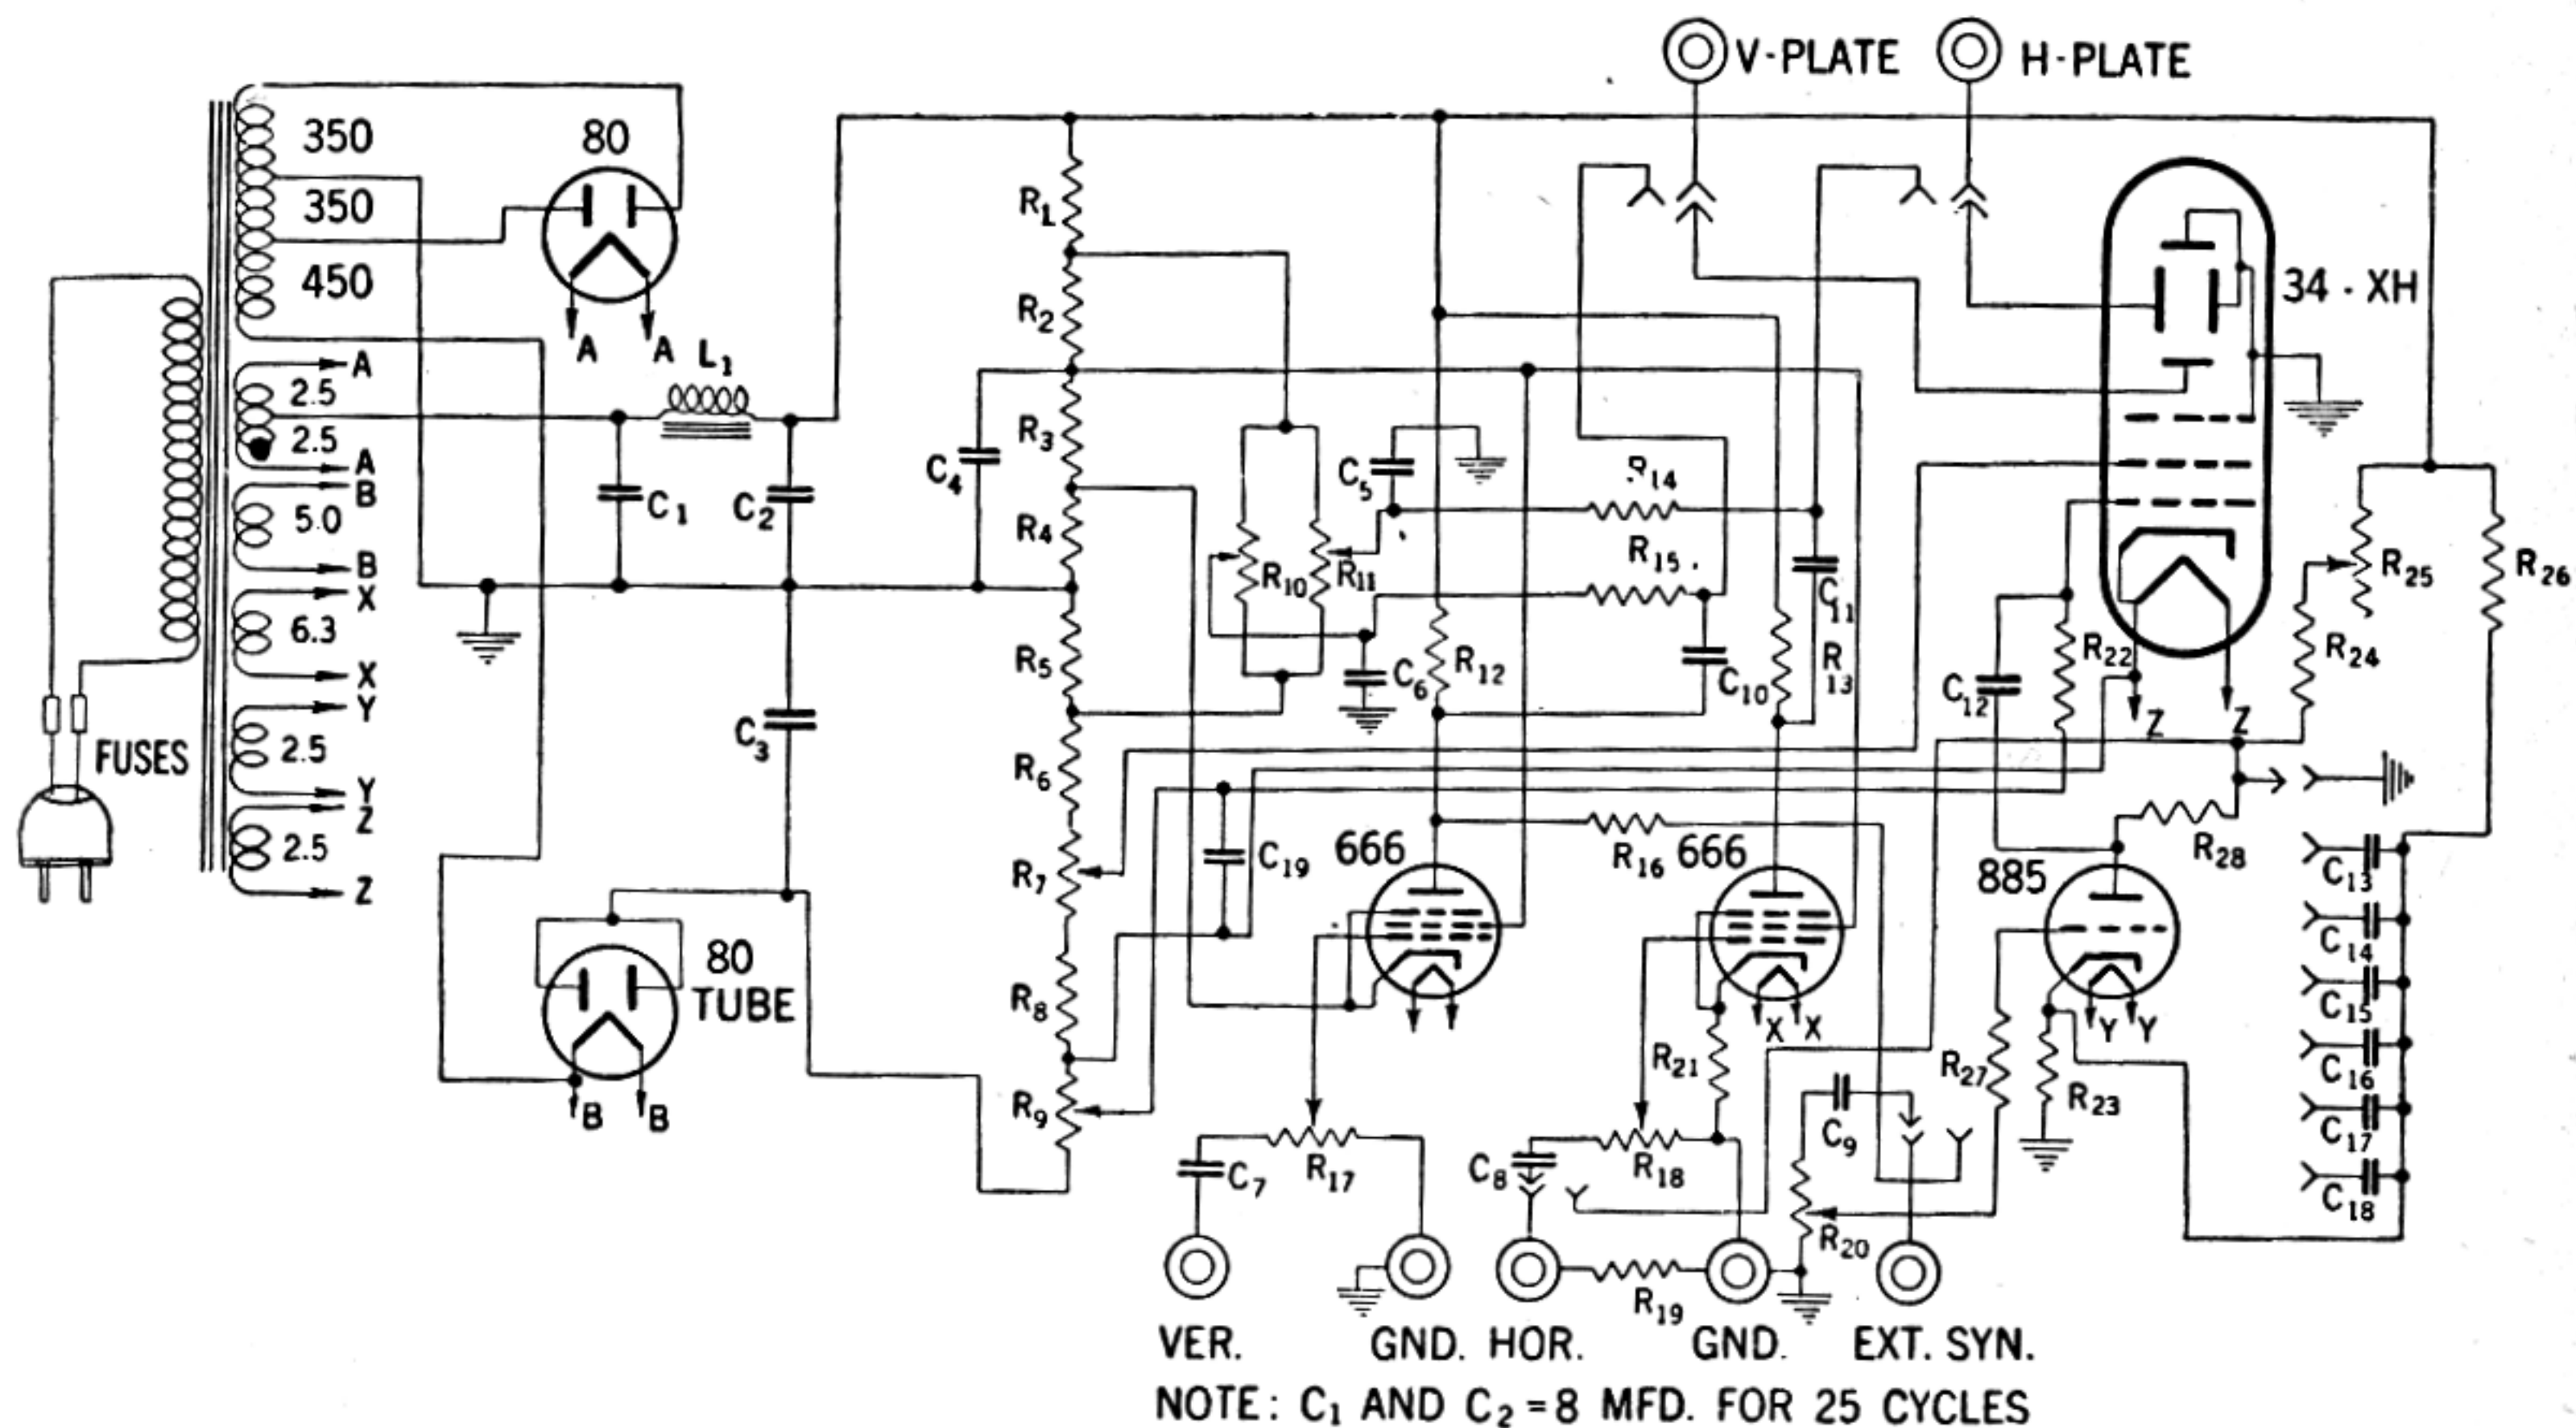 V-PLATE
H-PLATE
350
350
450
80
A A
L1
A
2.5
2.5
A
B
5.0
B
X
6.3
X
Y
2.5
Y
Z
2.5
Z
FUSES
C1
C2
C3
80
TUBE
B B
R1
R2
R3
R4
R5
R6
R7
R8
R9
C4
C5
C6
R10
R11
R12
R13
R14
R15
R16
C10
C11
C19
666
666
X X
R21
34-XH
R22
C12
Z Z
R24
R25
R26
R28
885
Y Y
R27
R23
C13
C14
C15
C16
C17
C18
C7
R17
C8
R18
C9
R20
R19
VER. GND. HOR. GND. EXT. SYN.
NOTE: C1 AND C2 = 8 MFD. FOR 25 CYCLES